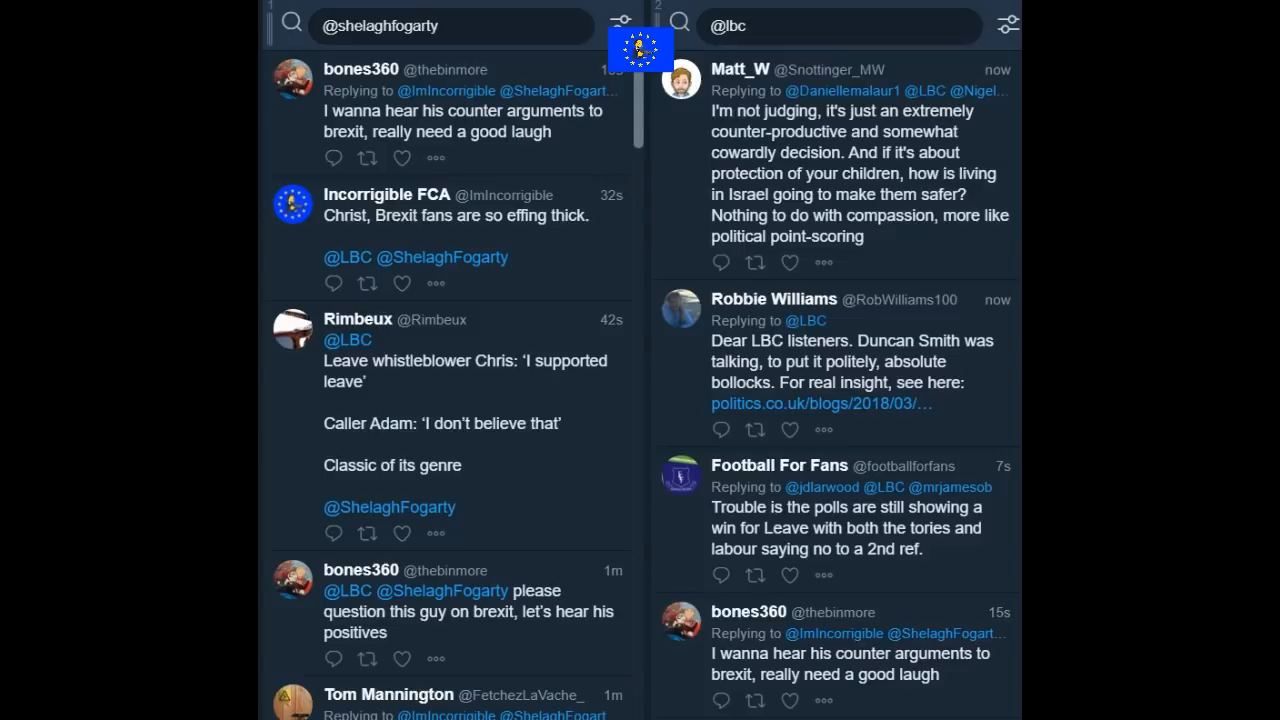 1
@shelaghfogarty
bones360 @thebinmore
Replying to @ImIncorrigible @ShelaghFogart...
I wanna hear his counter arguments to
brexit, really need a good laugh
Incorrigible FCA @ImIncorrigible 32s
Christ, Brexit fans are so effing thick.
@LBC @ShelaghFogarty
Rimbeux @Rimbeux 42s
@LBC
Leave whistleblower Chris: ‘I supported
leave’
Caller Adam: ‘I don't believe that’
Classic of its genre
@ShelaghFogarty
bones360 @thebinmore 1m
@LBC @ShelaghFogarty please
question this guy on brexit, let's hear his
positives
Tom Mannington @FetchezLaVache_ 1m
Replying to @ImIncorrigible @ShelaghFogart
2
@lbc
Matt_W @Snottinger_MW now
Replying to @Daniellemalaur1 @LBC @Nigel...
I'm not judging, it's just an extremely
counter-productive and somewhat
cowardly decision. And if it's about
protection of your children, how is living
in Israel going to make them safer?
Nothing to do with compassion, more like
political point-scoring
Robbie Williams @RobWilliams100 now
Replying to @LBC
Dear LBC listeners. Duncan Smith was
talking, to put it politely, absolute
bollocks. For real insight, see here:
politics.co.uk/blogs/2018/03/…
Football For Fans @footballforfans 7s
Replying to @jdlarwood @LBC @mrjamesob
Trouble is the polls are still showing a
win for Leave with both the tories and
labour saying no to a 2nd ref.
bones360 @thebinmore 15s
Replying to @ImIncorrigible @ShelaghFogart...
I wanna hear his counter arguments to
brexit, really need a good laugh